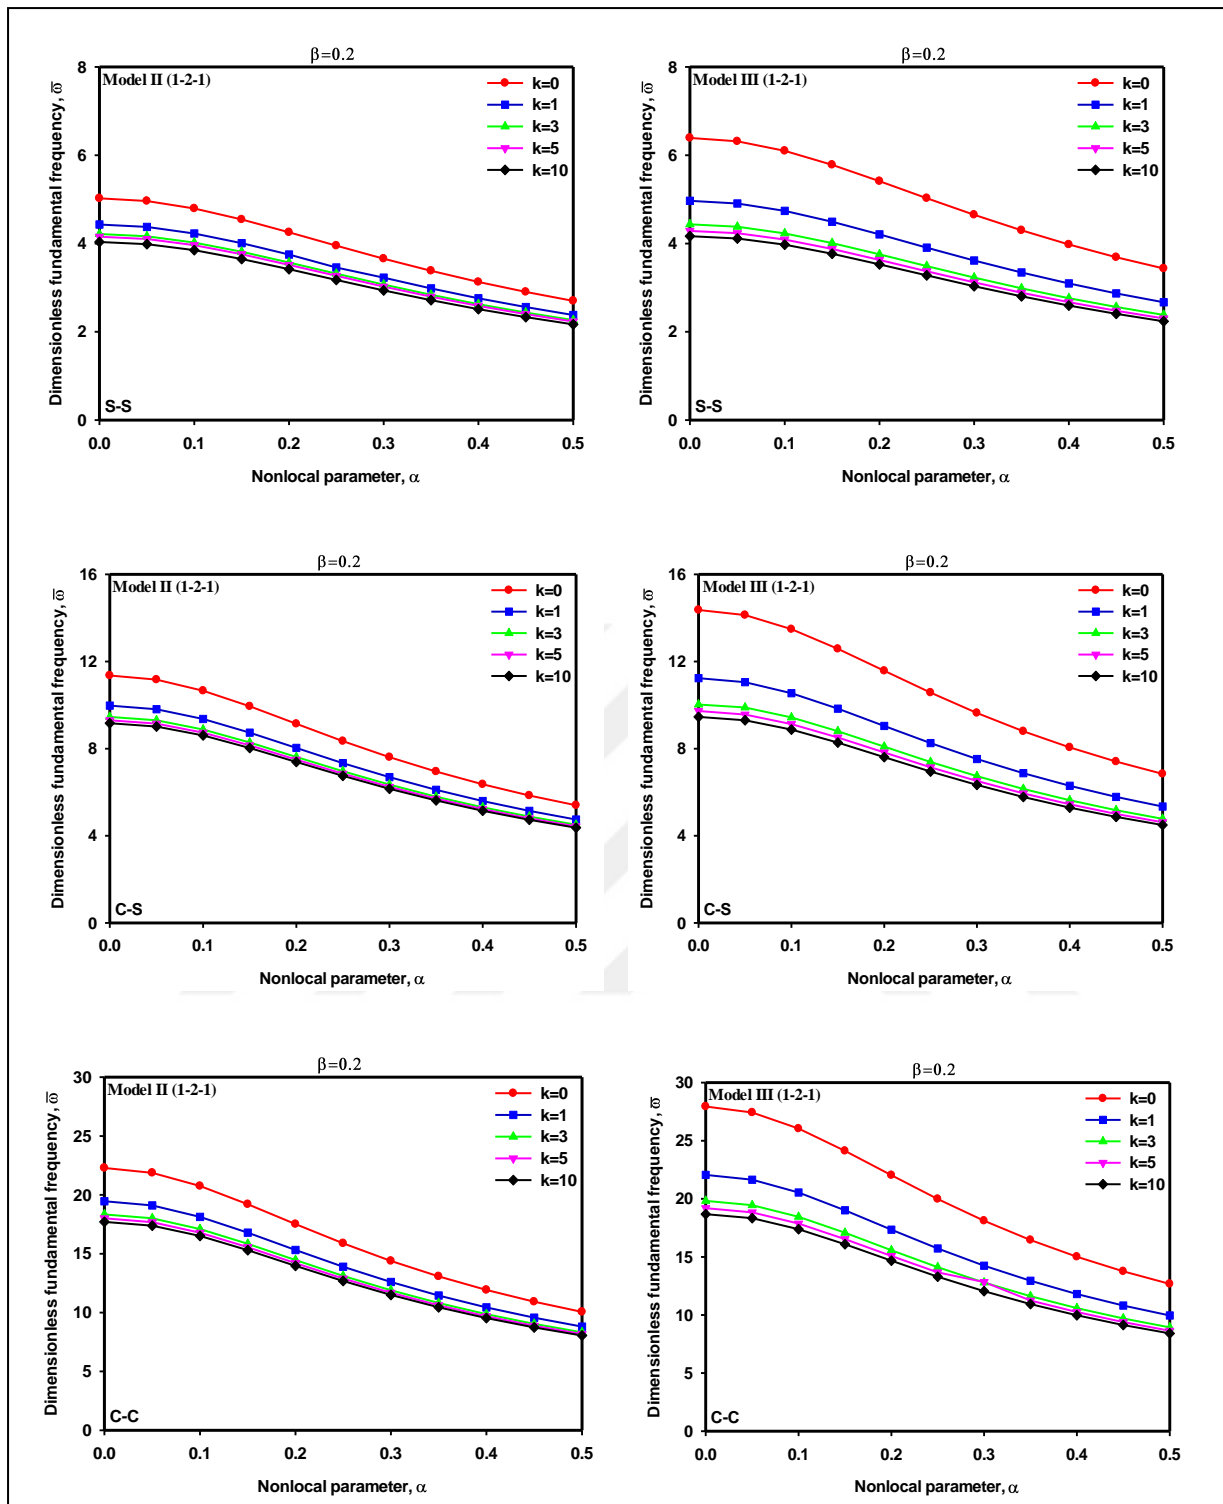 β=0.2
Model II (1-2-1)
k=0
k=1
k=3
k=5
k=10
Dimensionless fundamental frequency, ω̅
8
6
4
2
0
S-S
0.0 0.1 0.2 0.3 0.4 0.5
Nonlocal parameter, α
β=0.2
Model III (1-2-1)
k=0
k=1
k=3
k=5
k=10
Dimensionless fundamental frequency, ω̅
8
6
4
2
0
S-S
0.0 0.1 0.2 0.3 0.4 0.5
Nonlocal parameter, α
β=0.2
Model II (1-2-1)
k=0
k=1
k=3
k=5
k=10
Dimensionless fundamental frequency, ω̅
16
12
8
4
0
C-S
0.0 0.1 0.2 0.3 0.4 0.5
Nonlocal parameter, α
β=0.2
Model III (1-2-1)
k=0
k=1
k=3
k=5
k=10
Dimensionless fundamental frequency, ω̅
16
12
8
4
0
C-S
0.0 0.1 0.2 0.3 0.4 0.5
Nonlocal parameter, α
β=0.2
Model II (1-2-1)
k=0
k=1
k=3
k=5
k=10
Dimensionless fundamental frequency, ω̅
30
25
20
15
10
5
0
C-C
0.0 0.1 0.2 0.3 0.4 0.5
Nonlocal parameter, α
β=0.2
Model III (1-2-1)
k=0
k=1
k=3
k=5
k=10
Dimensionless fundamental frequency, ω̅
30
25
20
15
10
5
0
C-C
0.0 0.1 0.2 0.3 0.4 0.5
Nonlocal parameter, α